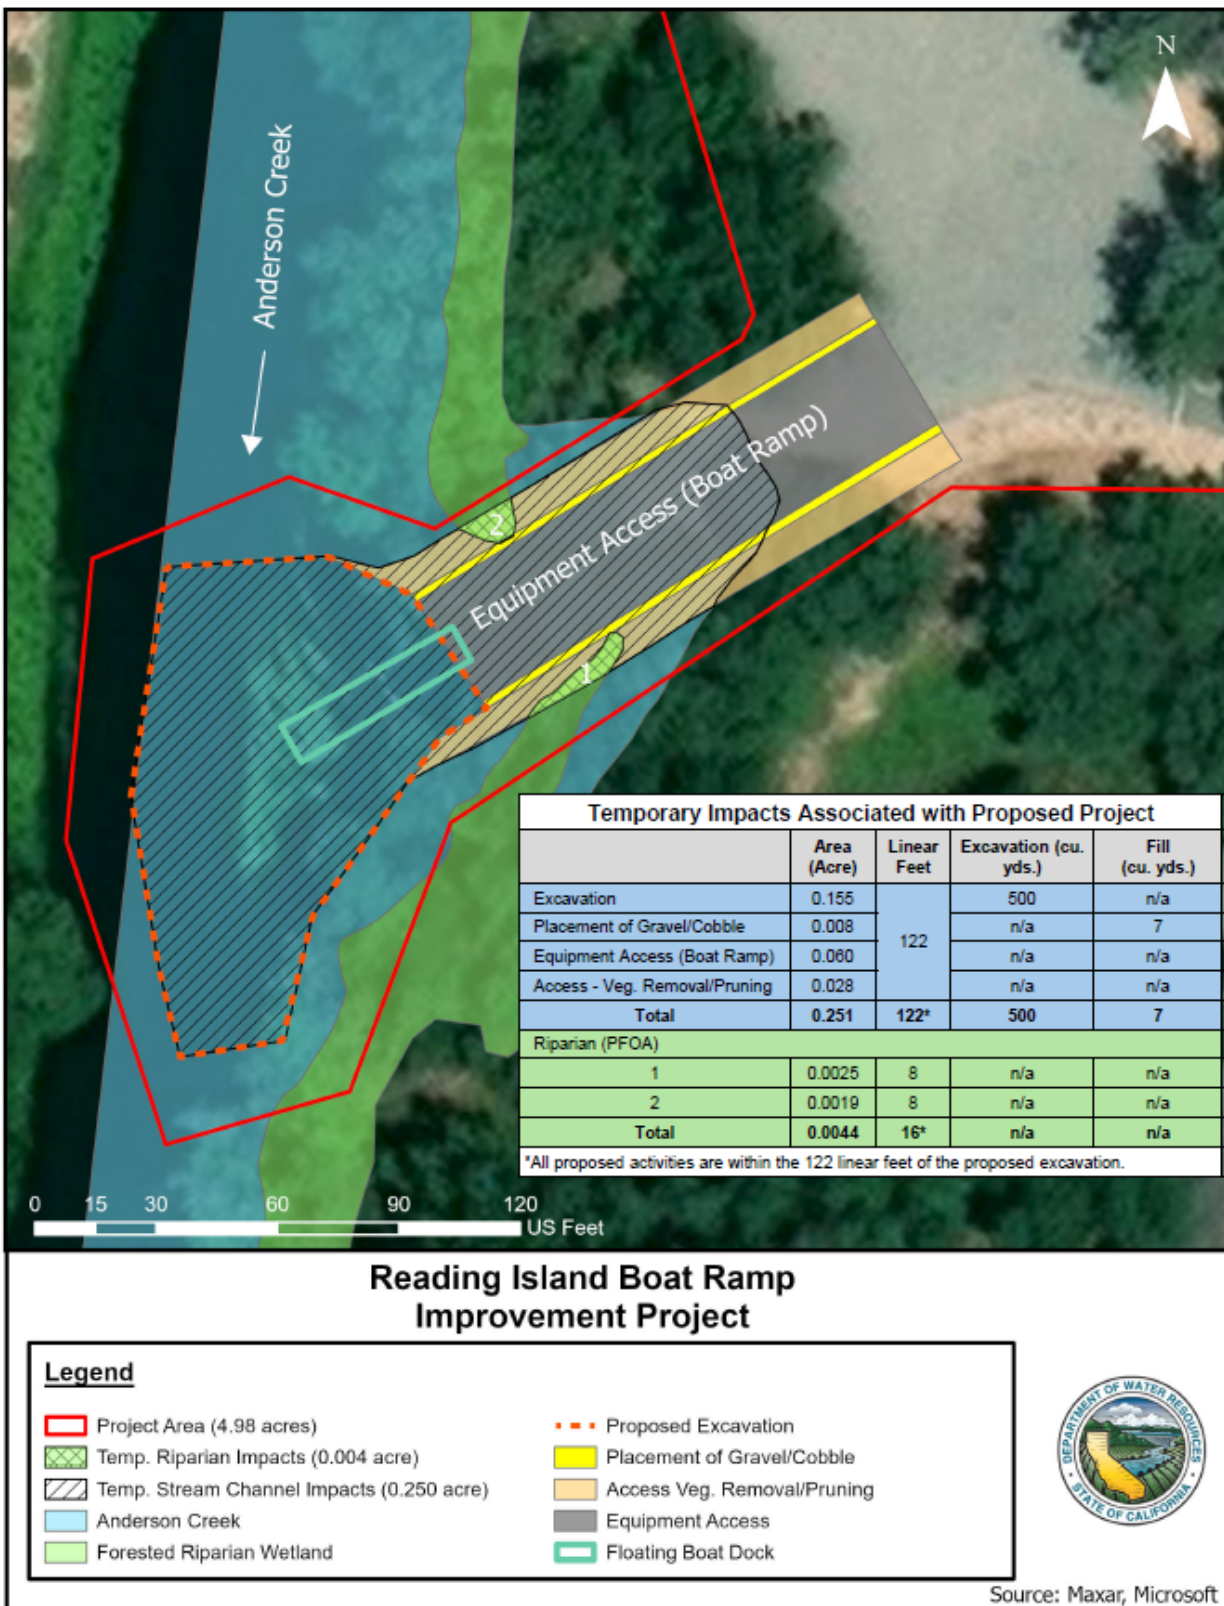 N
Anderson Creek
Equipment Access (Boat Ramp)
2
1
Temporary Impacts Associated with Proposed Project
Area (Acre) Linear Feet Excavation (cu. yds.) Fill (cu. yds.)
Excavation 0.155 122 500 n/a
Placement of Gravel/Cobble 0.008 n/a 7
Equipment Access (Boat Ramp) 0.060 n/a n/a
Access - Veg. Removal/Pruning 0.028 n/a n/a
Total 0.251 122* 500 7
Riparian (PFOA)
1 0.0025 8 n/a n/a
2 0.0019 8 n/a n/a
Total 0.0044 16* n/a n/a
*All proposed activities are within the 122 linear feet of the proposed excavation.
0 15 30 60 90 120
US Feet
Reading Island Boat Ramp
Improvement Project
Legend
Project Area (4.98 acres)
Temp. Riparian Impacts (0.004 acre)
Temp. Stream Channel Impacts (0.250 acre)
Anderson Creek
Forested Riparian Wetland
Proposed Excavation
Placement of Gravel/Cobble
Access Veg. Removal/Pruning
Equipment Access
Floating Boat Dock
DEPARTMENT OF WATER RESOURCES
STATE OF CALIFORNIA
Source: Maxar, Microsoft